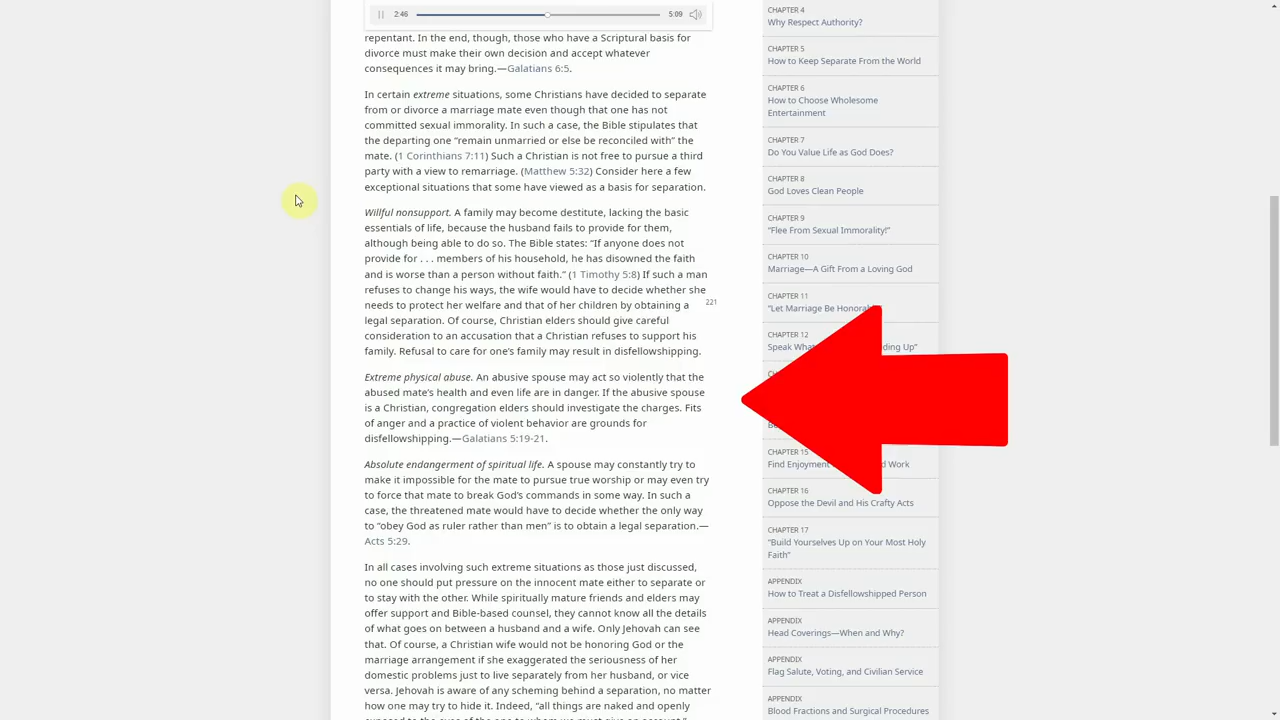 2:46
5:09
repentant. In the end, though, those who have a Scriptural basis for
divorce must make their own decision and accept whatever
consequences it may bring.—Galatians 6:5.
In certain extreme situations, some Christians have decided to separate
from or divorce a marriage mate even though that one has not
committed sexual immorality. In such a case, the Bible stipulates that
the departing one “remain unmarried or else be reconciled with” the
mate. (1 Corinthians 7:11) Such a Christian is not free to pursue a third
party with a view to remarriage. (Matthew 5:32) Consider here a few
exceptional situations that some have viewed as a basis for separation.
Willful nonsupport. A family may become destitute, lacking the basic
essentials of life, because the husband fails to provide for them,
although being able to do so. The Bible states: “If anyone does not
provide for . . . members of his household, he has disowned the faith
and is worse than a person without faith.” (1 Timothy 5:8) If such a man
refuses to change his ways, the wife would have to decide whether she
needs to protect her welfare and that of her children by obtaining a
221
legal separation. Of course, Christian elders should give careful
consideration to an accusation that a Christian refuses to support his
family. Refusal to care for one’s family may result in disfellowshipping.
Extreme physical abuse. An abusive spouse may act so violently that the
abused mate’s health and even life are in danger. If the abusive spouse
is a Christian, congregation elders should investigate the charges. Fits
of anger and a practice of violent behavior are grounds for
disfellowshipping.—Galatians 5:19-21.
Absolute endangerment of spiritual life. A spouse may constantly try to
make it impossible for the mate to pursue true worship or may even try
to force that mate to break God’s commands in some way. In such a
case, the threatened mate would have to decide whether the only way
to “obey God as ruler rather than men” is to obtain a legal separation.—
Acts 5:29.
In all cases involving such extreme situations as those just discussed,
no one should put pressure on the innocent mate either to separate or
to stay with the other. While spiritually mature friends and elders may
offer support and Bible-based counsel, they cannot know all the details
of what goes on between a husband and a wife. Only Jehovah can see
that. Of course, a Christian wife would not be honoring God or the
marriage arrangement if she exaggerated the seriousness of her
domestic problems just to live separately from her husband, or vice
versa. Jehovah is aware of any scheming behind a separation, no matter
how one may try to hide it. Indeed, “all things are naked and openly
CHAPTER 4
Why Respect Authority?
CHAPTER 5
How to Keep Separate From the World
CHAPTER 6
How to Choose Wholesome
Entertainment
CHAPTER 7
Do You Value Life as God Does?
CHAPTER 8
God Loves Clean People
CHAPTER 9
“Flee From Sexual Immorality!”
CHAPTER 10
Marriage—A Gift From a Loving God
CHAPTER 11
“Let Marriage Be
CHAPTER 12
Speak Up”
CHAPTER 15
Find Enjoyment Work
CHAPTER 16
Oppose the Devil and His Crafty Acts
CHAPTER 17
“Build Yourselves Up on Your Most Holy
Faith”
APPENDIX
How to Treat a Disfellowshipped Person
APPENDIX
Head Coverings—When and Why?
APPENDIX
Flag Salute, Voting, and Civilian Service
APPENDIX
Blood Fractions and Surgical Procedures